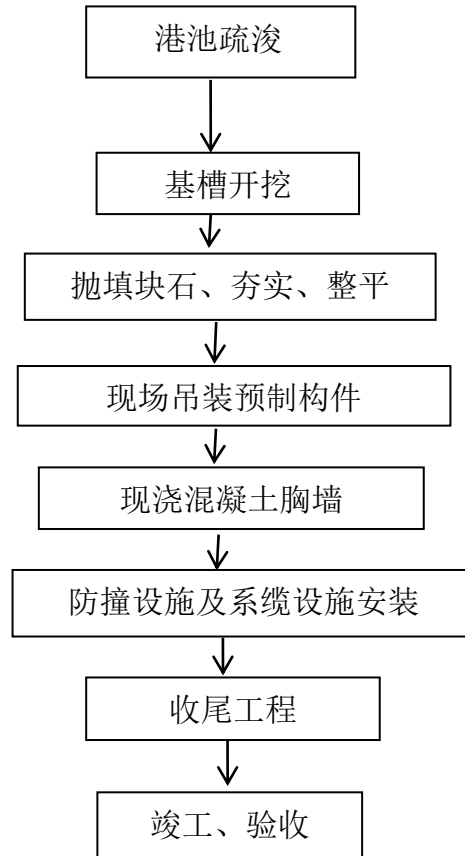 港池疏浚
基槽开挖
抛填块石、夯实、整平
现场吊装预制构件
现浇混凝土胸墙
防撞设施及系缆设施安装
收尾工程
竣工、验收